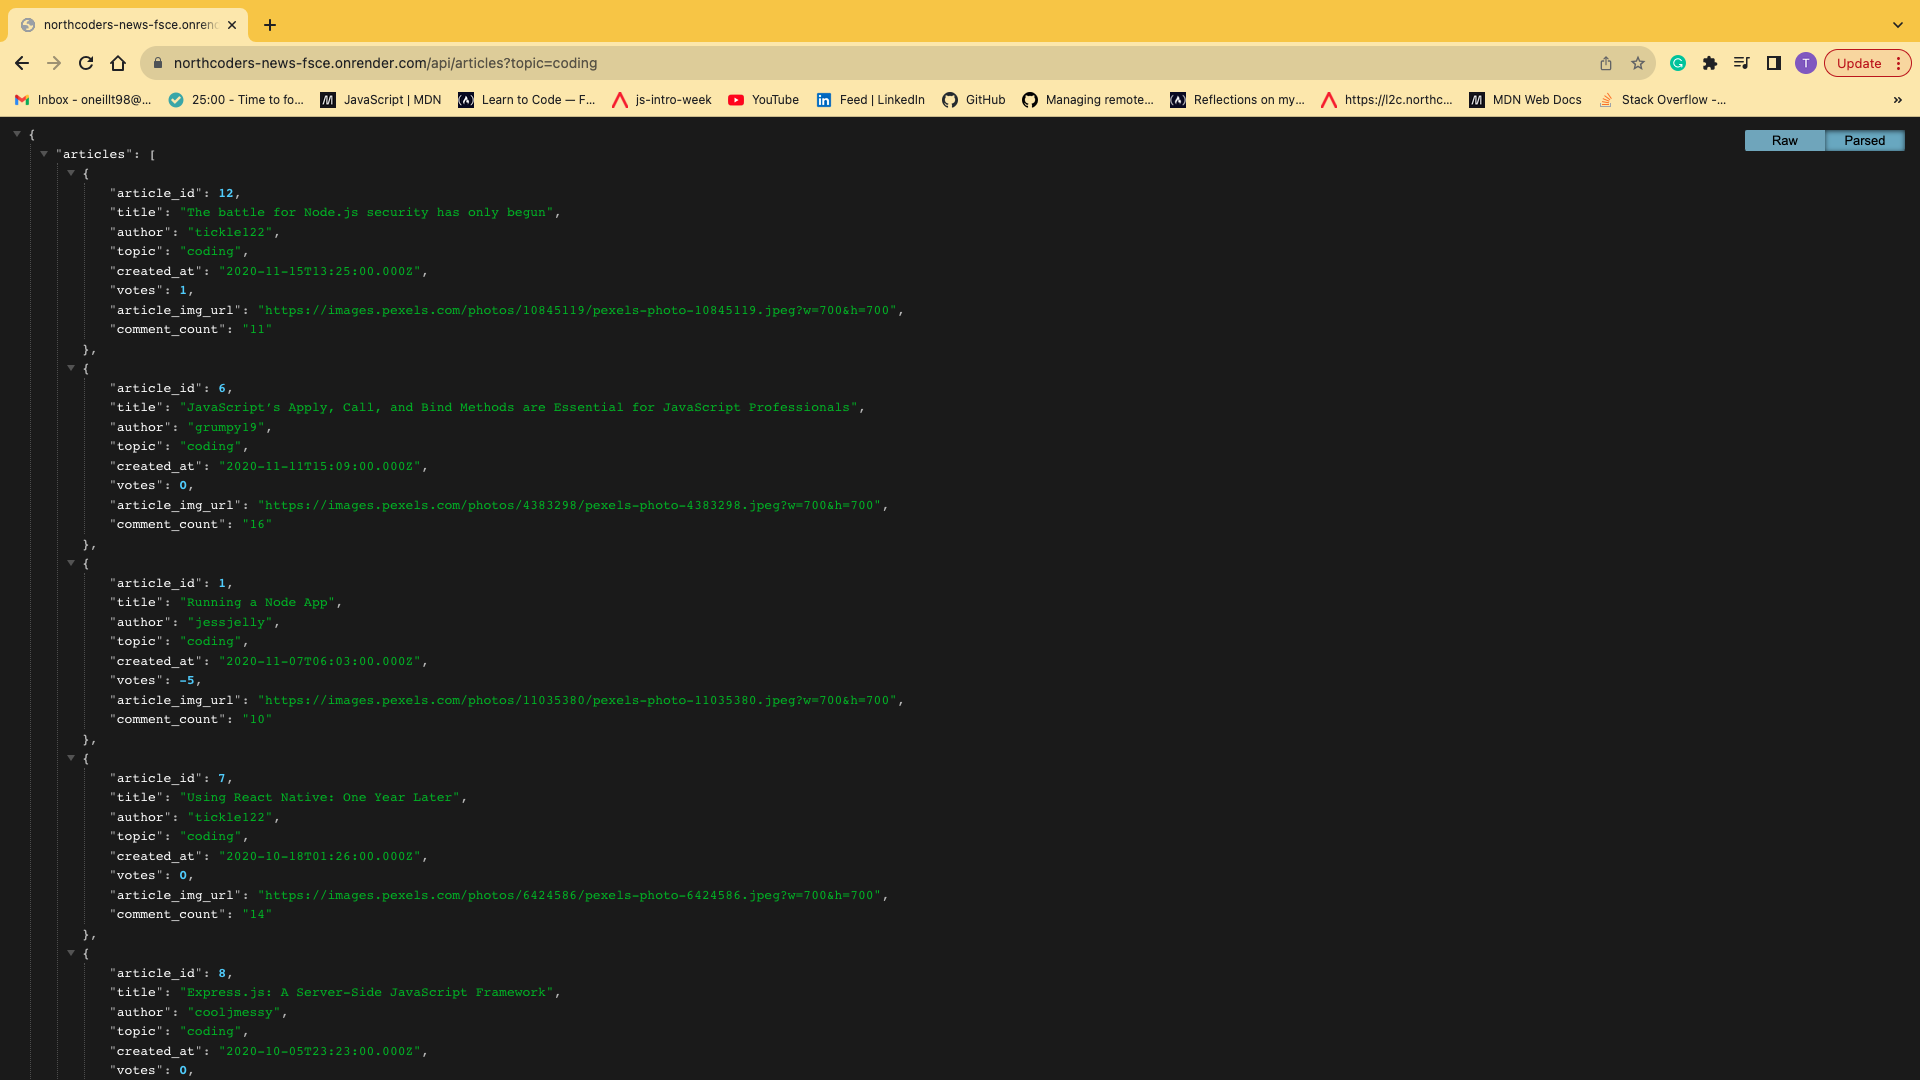 northcoders-news-fsce.onren
northcoders-news-fsce.onrender.com/api/articles?topic=coding
T
Update
Inbox - oneillt98@... 25:00 - Time to fo... JavaScript | MDN Learn to Code — F... js-intro-week YouTube Feed | LinkedIn GitHub Managing remote... Reflections on my... https://l2c.northc... MDN Web Docs Stack Overflow -... »
Raw Parsed
{
"articles": [
{
"article_id": 12,
"title": "The battle for Node.js security has only begun",
"author": "tickle122",
"topic": "coding",
"created_at": "2020-11-15T13:25:00.000Z",
"votes": 1,
"article_img_url": "https://images.pexels.com/photos/10845119/pexels-photo-10845119.jpeg?w=700&h=700",
"comment_count": "11"
},
{
"article_id": 6,
"title": "JavaScript’s Apply, Call, and Bind Methods are Essential for JavaScript Professionals",
"author": "grumpy19",
"topic": "coding",
"created_at": "2020-11-11T15:09:00.000Z",
"votes": 0,
"article_img_url": "https://images.pexels.com/photos/4383298/pexels-photo-4383298.jpeg?w=700&h=700",
"comment_count": "16"
},
{
"article_id": 1,
"title": "Running a Node App",
"author": "jessjelly",
"topic": "coding",
"created_at": "2020-11-07T06:03:00.000Z",
"votes": -5,
"article_img_url": "https://images.pexels.com/photos/11035380/pexels-photo-11035380.jpeg?w=700&h=700",
"comment_count": "10"
},
{
"article_id": 7,
"title": "Using React Native: One Year Later",
"author": "tickle122",
"topic": "coding",
"created_at": "2020-10-18T01:26:00.000Z",
"votes": 0,
"article_img_url": "https://images.pexels.com/photos/6424586/pexels-photo-6424586.jpeg?w=700&h=700",
"comment_count": "14"
},
{
"article_id": 8,
"title": "Express.js: A Server-Side JavaScript Framework",
"author": "cooljmessy",
"topic": "coding",
"created_at": "2020-10-05T23:23:00.000Z",
"votes": 0,